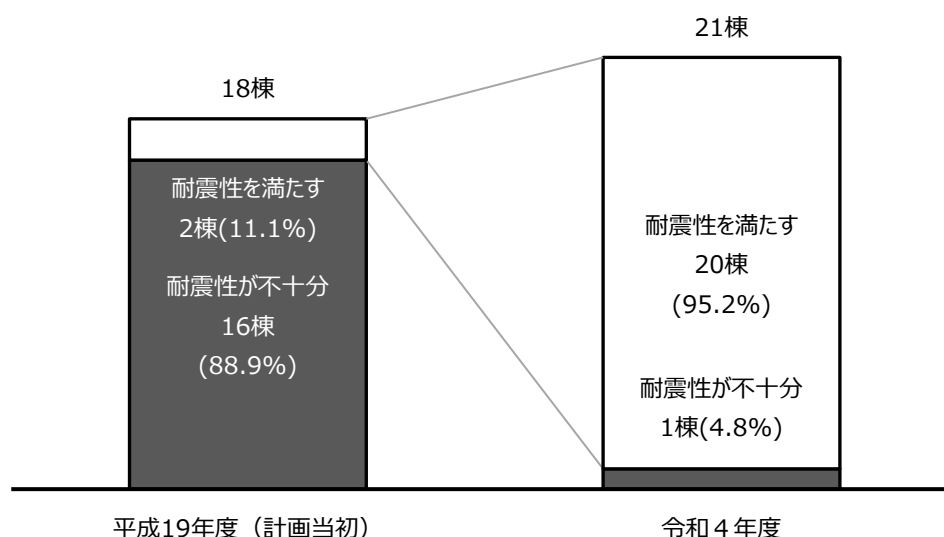 18棟
耐震性を満たす
2棟(11.1%)
耐震性が不十分
16棟
(88.9%)
平成19年度（計画当初）
21棟
耐震性を満たす
20棟
(95.2%)
耐震性が不十分
1棟(4.8%)
令和４年度